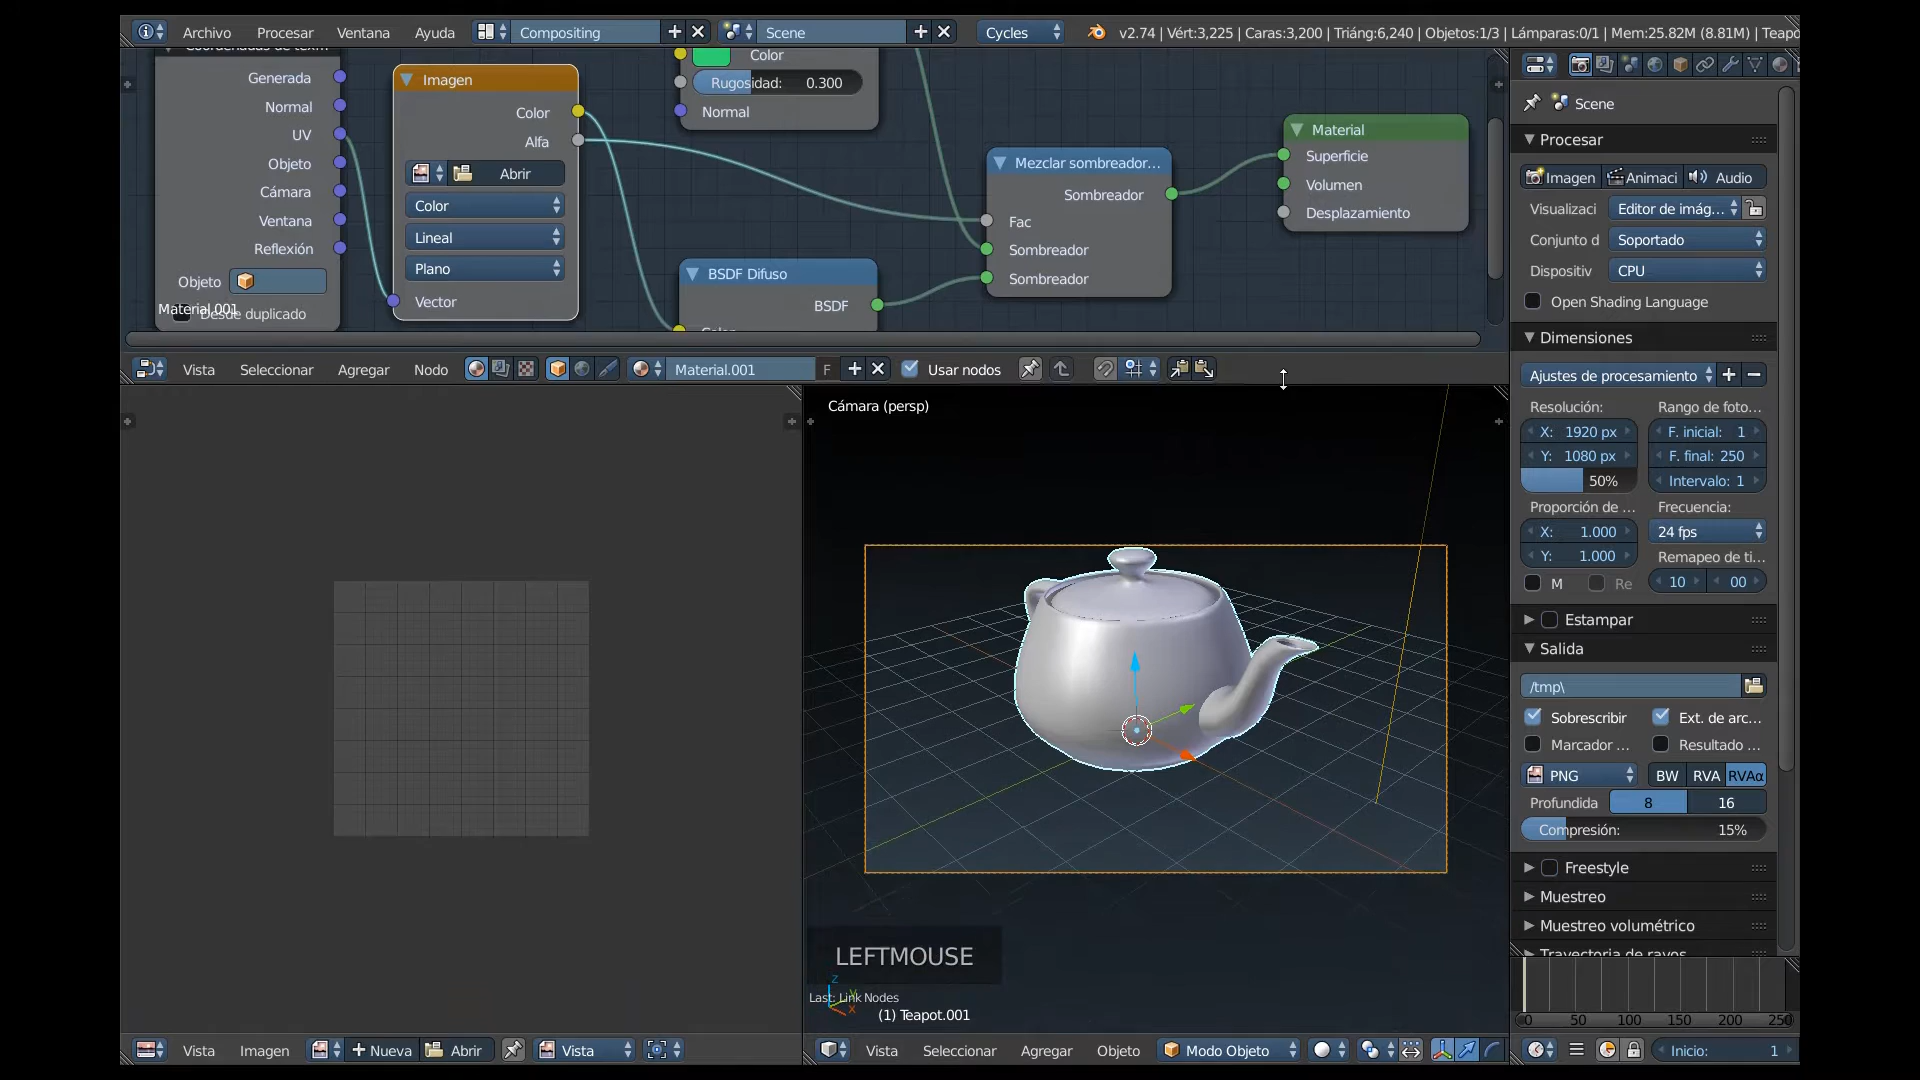 Archivo Procesar Ventana Ayuda Compositing Scene Cycles v2.74 | Vért:3,225 | Caras:3,200 | Triáng:6,240 | Objetos:1/3 | Lámparas:0/1 | Mem:25.82M (8.81M) | Teapo
Generada
Normal
UV
Objeto
Cámara
Ventana
Reflexión
Objeto
Desde duplicado
Material.001
Imagen
Color
Alfa
Abrir
Color
Lineal
Plano
Vector
Color
Rugosidad: 0.300
Normal
BSDF Difuso
BSDF
Mezclar sombreador...
Sombreador
Fac
Sombreador
Sombreador
Material
Superficie
Volumen
Desplazamiento
Vista Seleccionar Agregar Nodo Material.001 F Usar nodos
Cámara (persp)
LEFTMOUSE
Last: Link Nodes
(1) Teapot.001
z
y
x
Vista Imagen Nueva Abrir Vista
Vista Seleccionar Agregar Objeto Modo Objeto
Scene
Procesar
Imagen Animaci Audio
Visualizaci Editor de imág...
Conjunto d Soportado
Dispositiv CPU
Open Shading Language
Dimensiones
Ajustes de procesamiento
Resolución: Rango de foto...
X: 1920 px F. inicial: 1
Y: 1080 px F. final: 250
50% Intervalo: 1
Proporción de ... Frecuencia:
X: 1.000 24 fps
Y: 1.000 Remapeo de ti...
M Re 10 00
Estampar
Salida
/tmp\
Sobrescribir Ext. de arc...
Marcador ... Resultado ...
PNG BW RVA RVAα
Profundida 8 16
Compresión: 15%
Freestyle
Muestreo
Muestreo volumétrico
Trayectoria de rayos
0 50 100 150 200 250
Inicio: 1